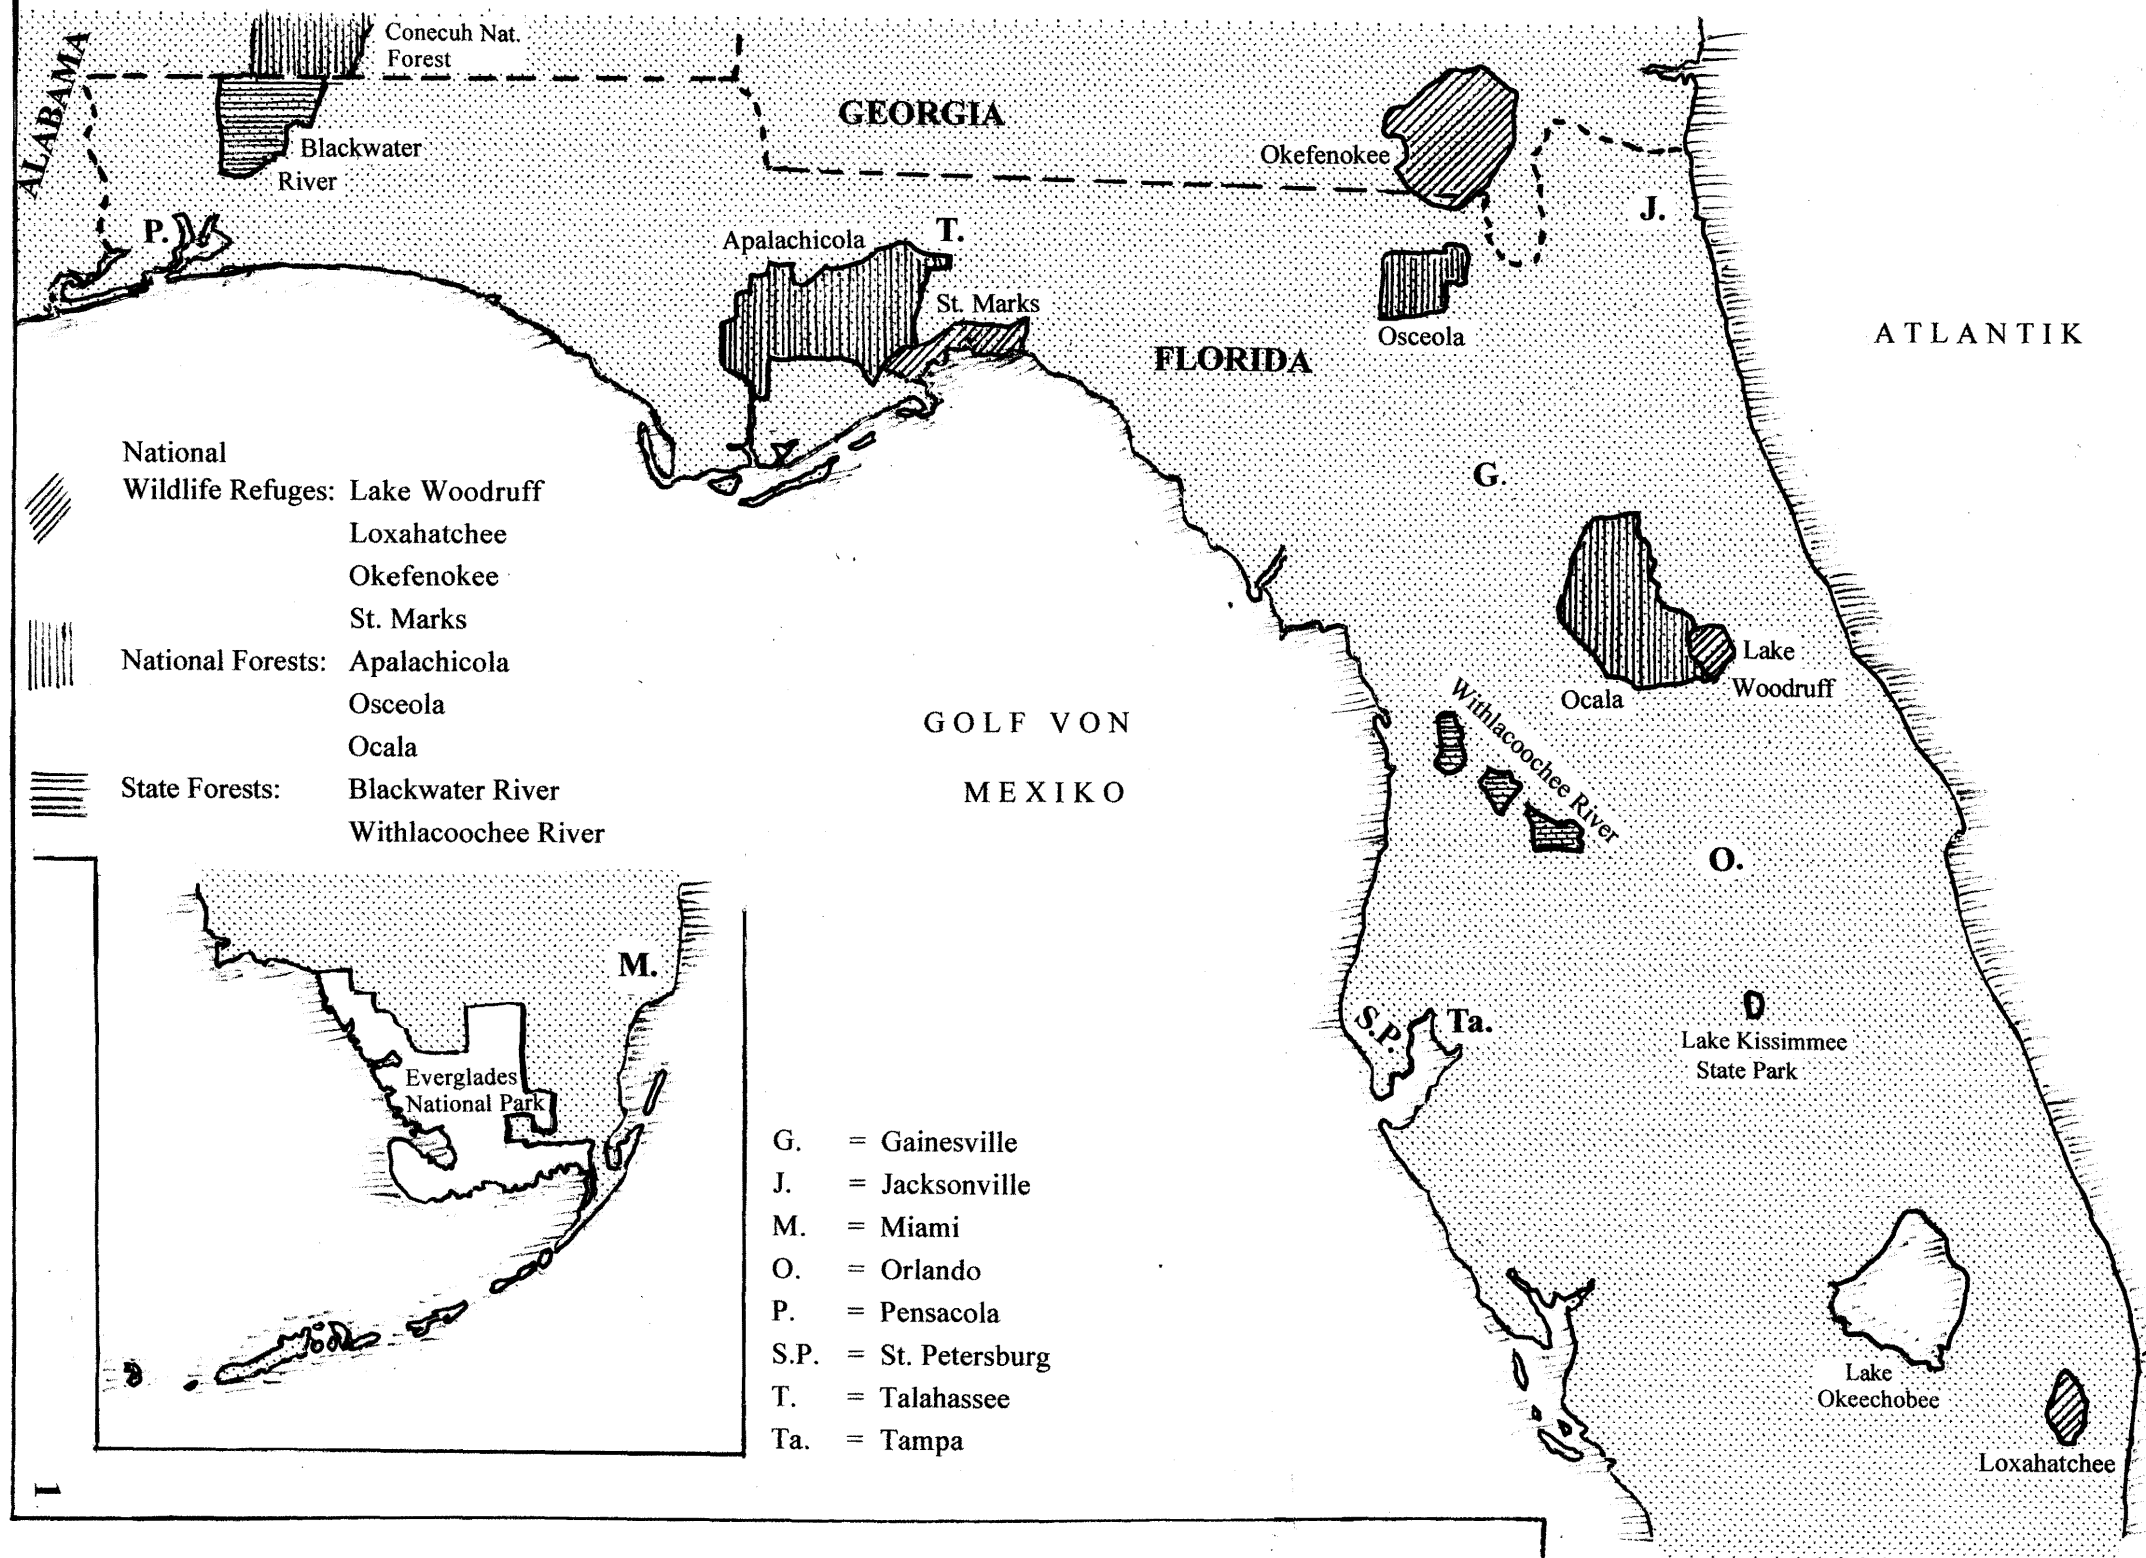 Conecuh Nat.
Forest
ALABAMA
GEORGIA
Blackwater
River
Okefenokee
P.
J.
Apalachicola
T.
St. Marks
Osceola
FLORIDA
ATLANTIK
G.
National
Wildlife Refuges: Lake Woodruff
Loxahatchee
Okefenokee
St. Marks
National Forests: Apalachicola
Osceola
Ocala
State Forests: Blackwater River
Withlacoochee River
Lake
Woodruff
Ocala
Withlacoochee River
GOLF VON
MEXIKO
O.
M.
S.P.
Ta.
Lake Kissimmee
State Park
Everglades
National Park
G. = Gainesville
J. = Jacksonville
M. = Miami
O. = Orlando
P. = Pensacola
S.P. = St. Petersburg
T. = Talahassee
Ta. = Tampa
Lake
Okeechobee
Loxahatchee
1